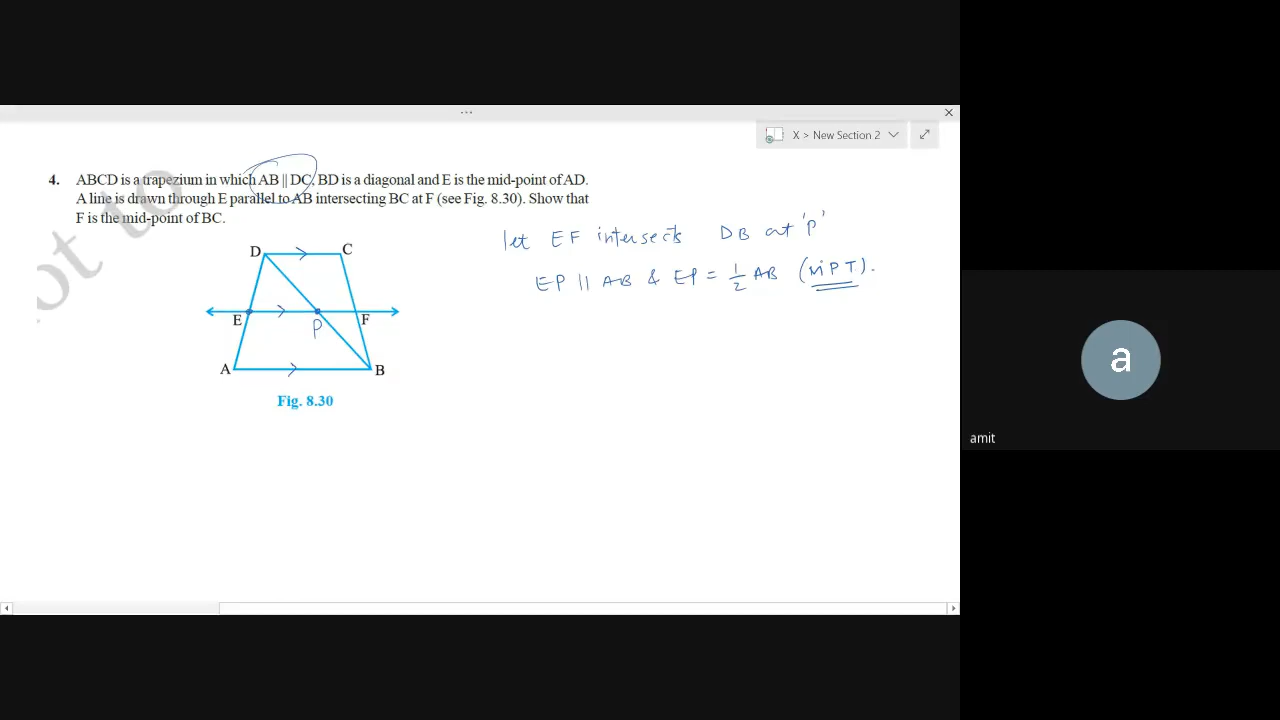 X > New Section 2
4. ABCD is a trapezium in which AB || DC, BD is a diagonal and E is the mid-point of AD.
A line is drawn through E parallel to AB intersecting BC at F (see Fig. 8.30). Show that
F is the mid-point of BC.
ot to
let EF intersects DB at 'P'
EP || AB & EP = 1/2 AB (MPT).
D C
E P F
A B
Fig. 8.30
a
amit